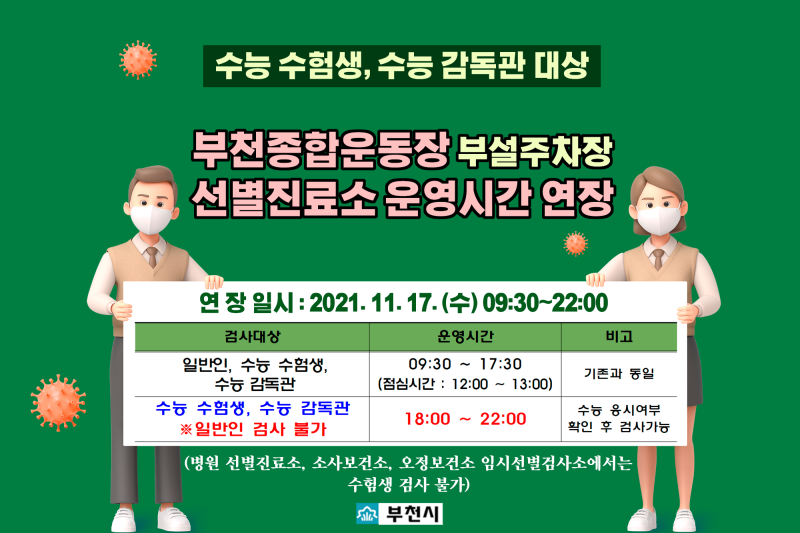 수능 수험생, 수능 감독관 대상
부천종합운동장 부설주차장
선별진료소 운영시간 연장
연 장 일시 : 2021. 11. 17. (수) 09:30~22:00
검사대상 운영시간 비고
일반인, 수능 수험생,
수능 감독관
09:30 ~ 17:30
(점심시간 : 12:00 ~ 13:00)
기존과 동일
수능 수험생, 수능 감독관
※일반인 검사 불가
18:00 ~ 22:00
수능 응시여부
확인 후 검사가능
(병원 선별진료소, 소사보건소, 오정보건소 임시선별검사소에서는
수험생 검사 불가)
부천시